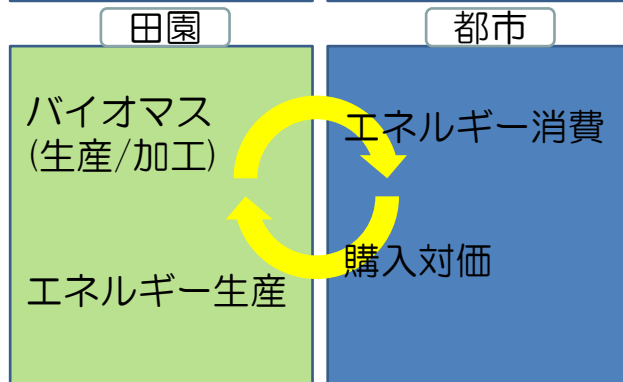 田園
バイオマス
(生産/加工)
エネルギー生産
都市
エネルギー消費
購入対価